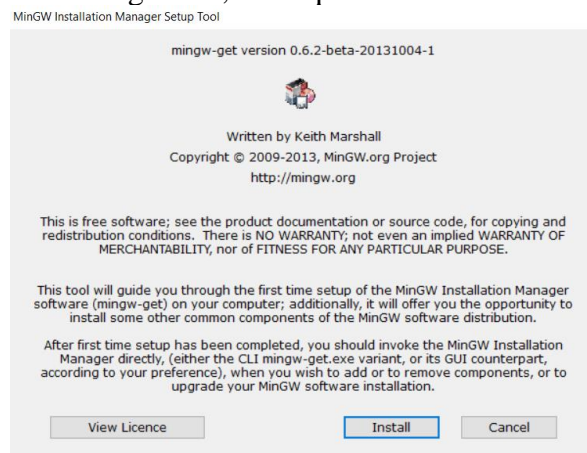 MinGW Installation Manager Setup Tool
mingw-get version 0.6.2-beta-20131004-1
Written by Keith Marshall
Copyright © 2009-2013, MinGW.org Project
http://mingw.org
This is free software; see the product documentation or source code, for copying and
redistribution conditions. There is NO WARRANTY; not even an implied WARRANTY OF
MERCHANTABILITY, nor of FITNESS FOR ANY PARTICULAR PURPOSE.
This tool will guide you through the first time setup of the MinGW Installation Manager
software (mingw-get) on your computer; additionally, it will offer you the opportunity to
install some other common components of the MinGW software distribution.
After first time setup has been completed, you should invoke the MinGW Installation
Manager directly, (either the CLI mingw-get.exe variant, or its GUI counterpart,
according to your preference), when you wish to add or to remove components, or to
upgrade your MinGW software installation.
View Licence
Install
Cancel